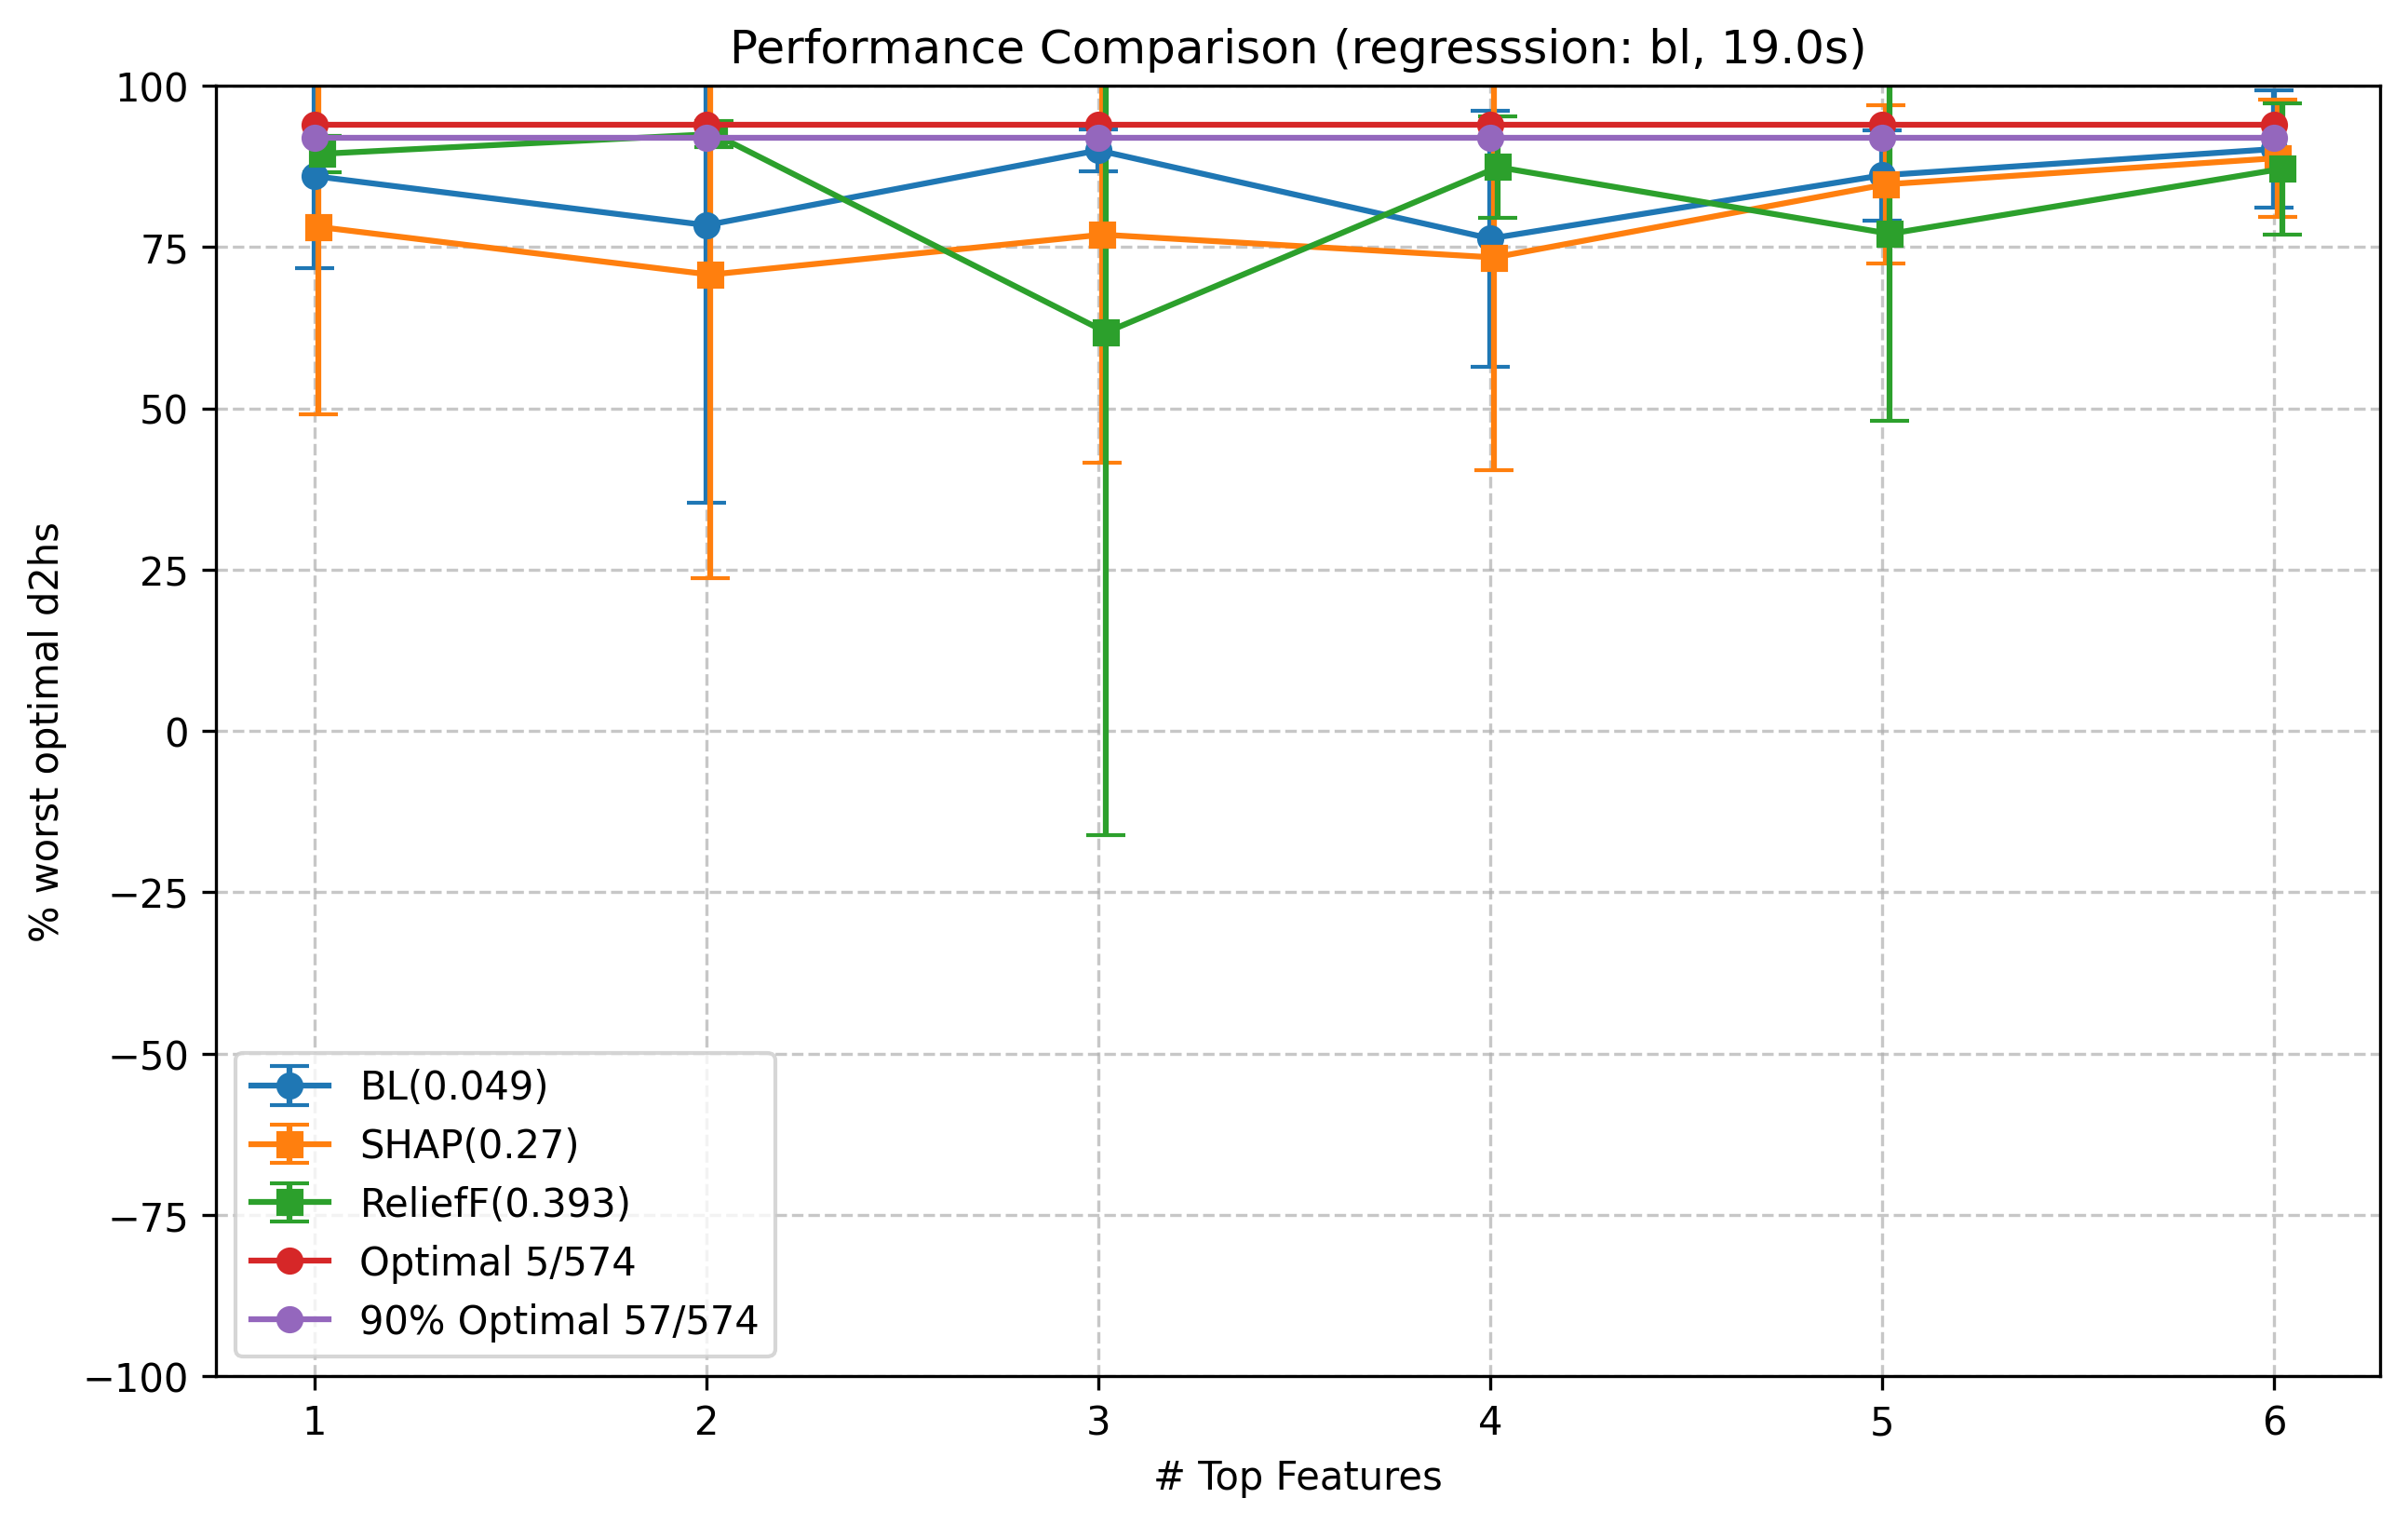 Performance Comparison (regresssion: bl, 19.0s)
100
75
50
25
0
−25
−50
−75
−100
% worst optimal d2hs
BL(0.049)
SHAP(0.27)
ReliefF(0.393)
Optimal 5/574
90% Optimal 57/574
1 2 3 4 5 6
# Top Features